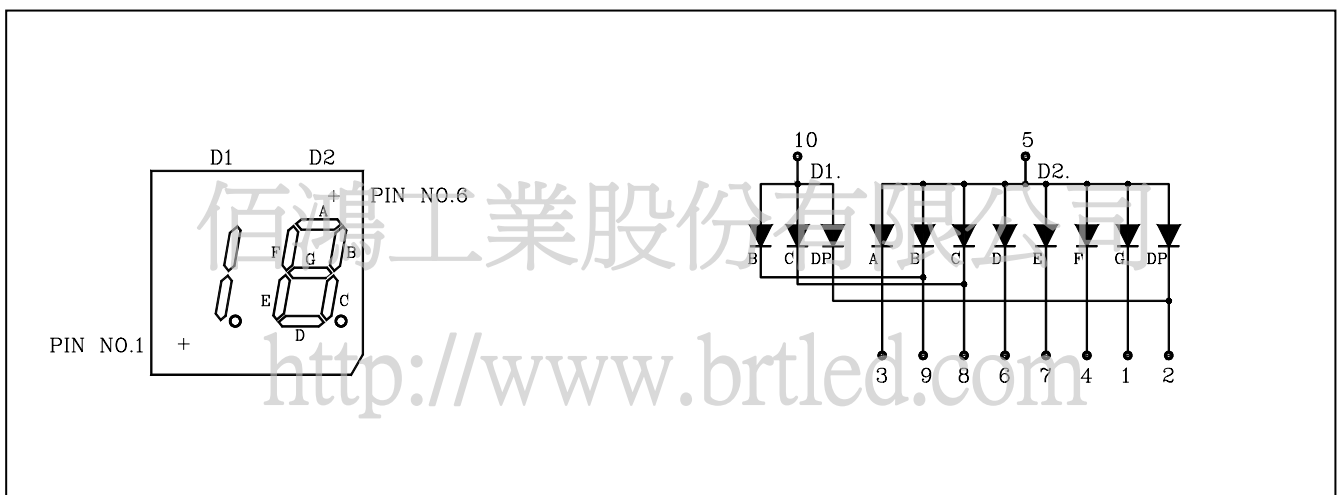 D1 D2
PIN NO.6
A
F B
G
E C
D
PIN NO.1
10 5
D1. D2.
B C DP A B C D E F G DP
3 9 8 6 7 4 1 2
佰鴻工業股份有限公司
http://www.brtled.com